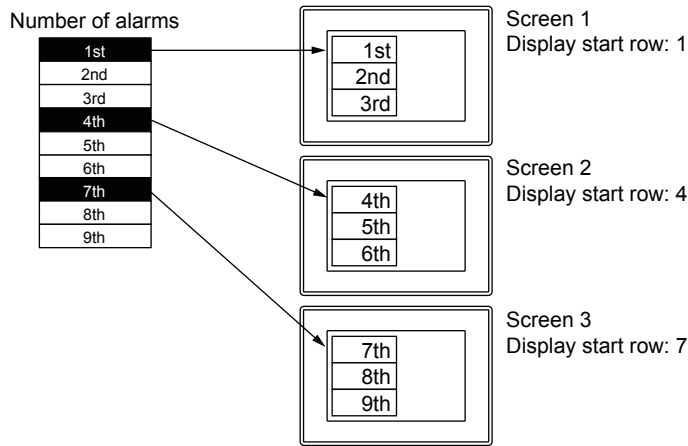 Number of alarms
1st
2nd
3rd
4th
5th
6th
7th
8th
9th
1st
2nd
3rd
Screen 1
Display start row: 1
4th
5th
6th
Screen 2
Display start row: 4
7th
8th
9th
Screen 3
Display start row: 7